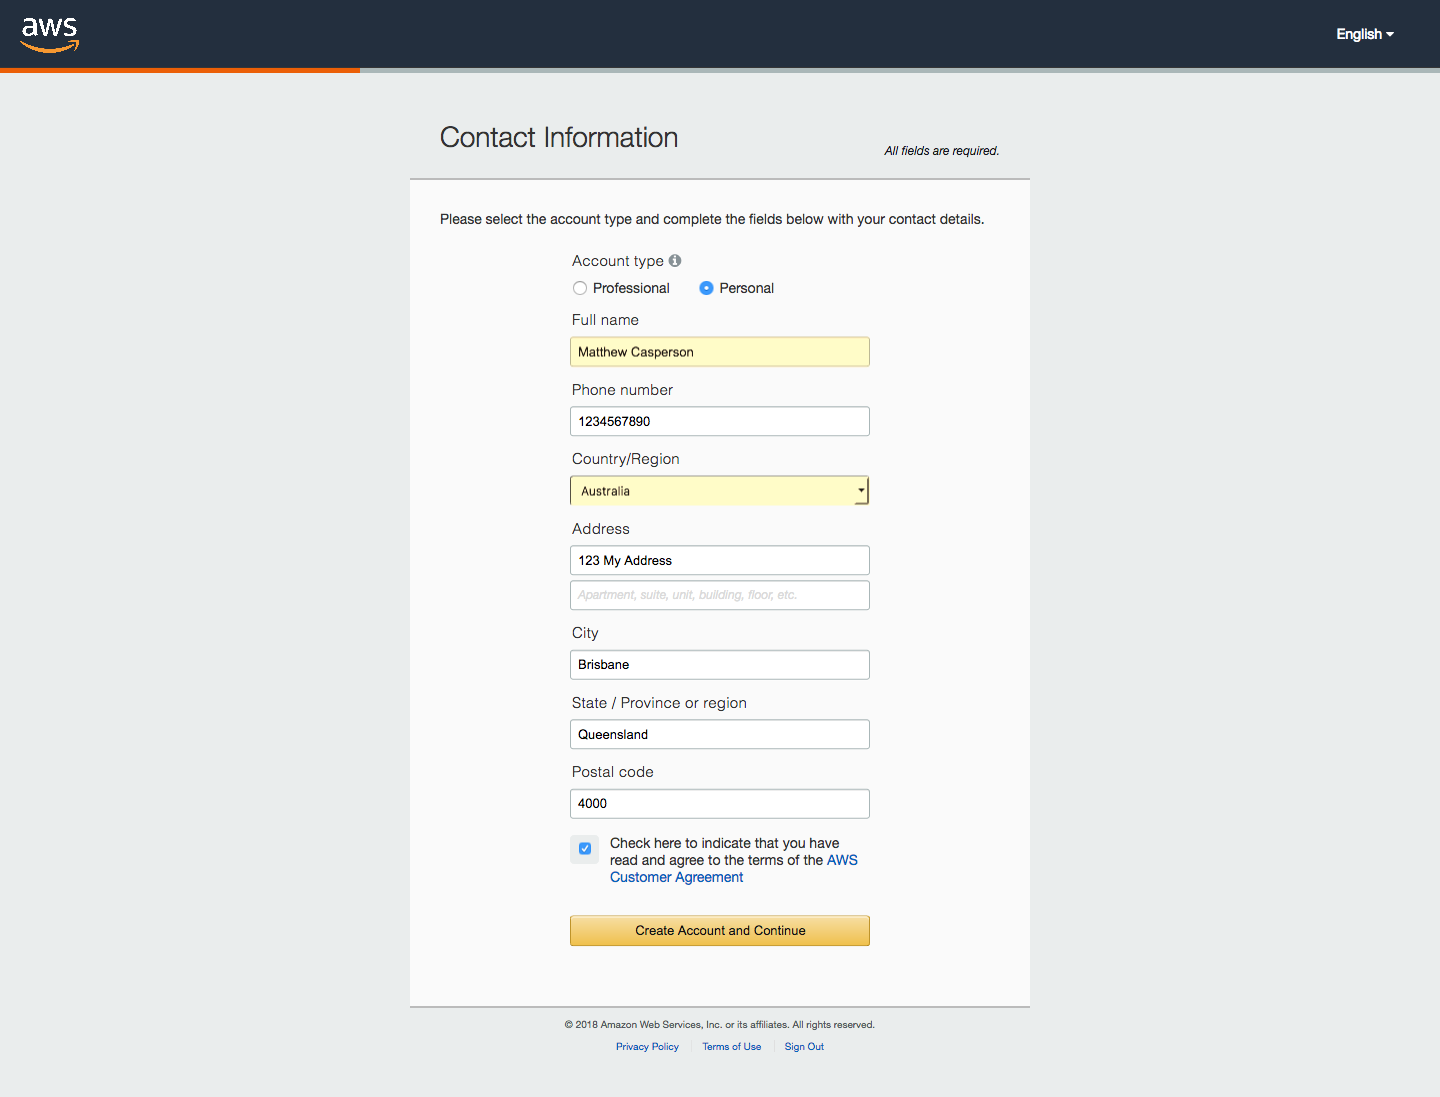 aws
English
Contact Information
All fields are required.
Please select the account type and complete the fields below with your contact details.
Account type
Professional
Personal
Full name
Matthew Casperson
Phone number
1234567890
Country/Region
Australia
Address
123 My Address
Apartment, suite, unit, building, floor, etc.
City
Brisbane
State / Province or region
Queensland
Postal code
4000
Check here to indicate that you have
read and agree to the terms of the AWS
Customer Agreement
Create Account and Continue
© 2018 Amazon Web Services, Inc. or its affiliates. All rights reserved.
Privacy Policy
Terms of Use
Sign Out